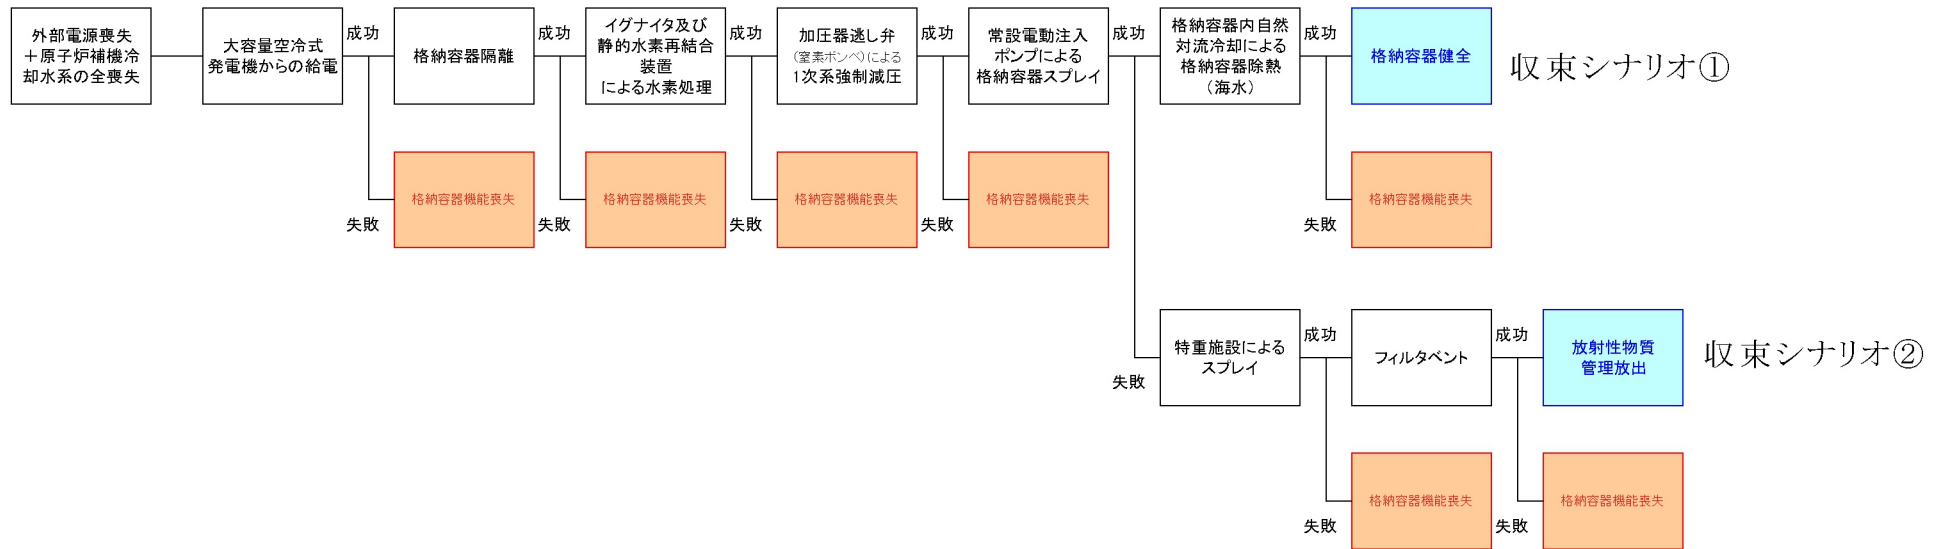 外部電源喪失
＋原子炉補機冷
却水系の全喪失
大容量空冷式
発電機からの給電
成功
格納容器隔離
成功
イグナイタ及び
静的水素再結合
装置
による水素処理
成功
加圧器逃し弁
(窒素ボンベ)による
1次系強制減圧
成功
常設電動注入
ポンプによる
格納容器スプレイ
成功
格納容器内自然
対流冷却による
格納容器除熱
（海水）
成功
格納容器健全
収束シナリオ①
失敗
格納容器機能喪失
失敗
格納容器機能喪失
失敗
格納容器機能喪失
失敗
格納容器機能喪失
失敗
格納容器機能喪失
失敗
特重施設による
スプレイ
成功
フィルタベント
成功
放射性物質
管理放出
収束シナリオ②
失敗
格納容器機能喪失
失敗
格納容器機能喪失